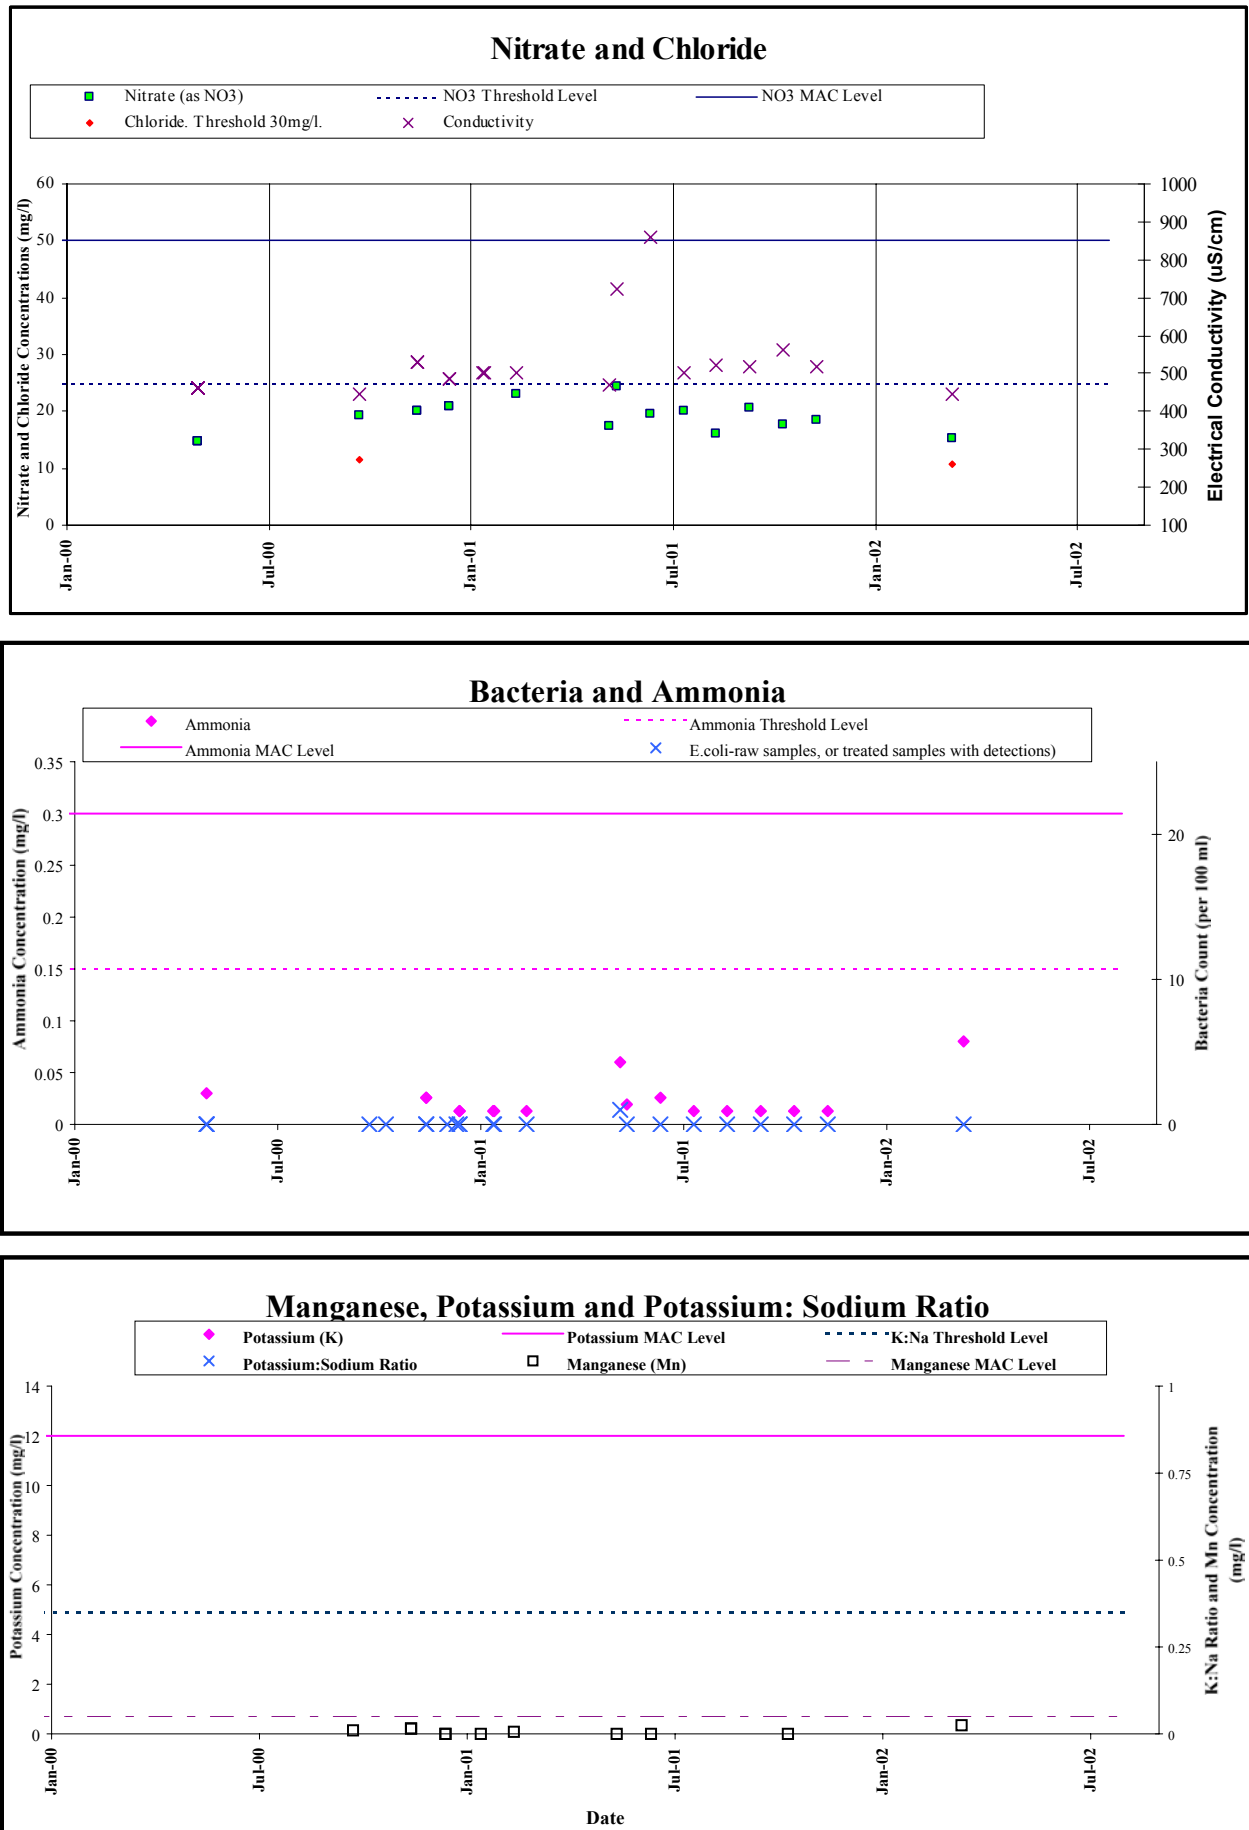 Nitrate and Chloride
Nitrate (as NO3) NO3 Threshold Level NO3 MAC Level
Chloride. Threshold 30mg/l. Conductivity
Nitrate and Chloride Concentrations (mg/l)
60
50
40
30
20
10
0
1000
900
800
700
600
500
400
300
200
100
Electrical Conductivity (uS/cm)
Jan-00 Jul-00 Jan-01 Jul-01 Jan-02 Jul-02
Bacteria and Ammonia
Ammonia Ammonia Threshold Level
Ammonia MAC Level E.coli-raw samples, or treated samples with detections)
Ammonia Concentration (mg/l)
0.35
0.3
0.25
0.2
0.15
0.1
0.05
0
20
10
0
Bacteria Count (per 100 ml)
Jan-00 Jul-00 Jan-01 Jul-01 Jan-02 Jul-02
Manganese, Potassium and Potassium: Sodium Ratio
Potassium (K) Potassium MAC Level K:Na Threshold Level
Potassium:Sodium Ratio Manganese (Mn) Manganese MAC Level
Potassium Concentration (mg/l)
14
12
10
8
6
4
2
0
1
0.75
0.5
0.25
0
K:Na Ratio and Mn Concentration
(mg/l)
Jan-00 Jul-00 Jan-01 Jul-01 Jan-02 Jul-02
Date